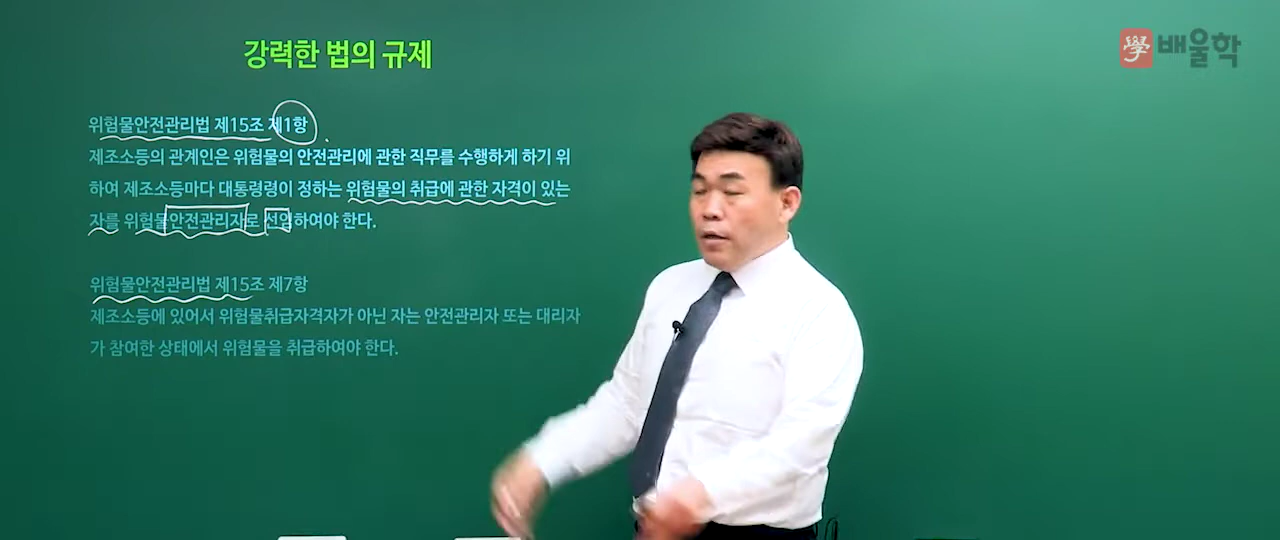 강력한 법의 규제
學 배울학
위험물안전관리법 제15조 제1항
제조소등의 관계인은 위험물의 안전관리에 관한 직무를 수행하게 하기 위
하여 제조소등마다 대통령령이 정하는 위험물의 취급에 관한 자격이 있는
자를 위험물안전관리자로 선임하여야 한다.
위험물안전관리법 제15조 제7항
제조소등에 있어서 위험물취급자격자가 아닌 자는 안전관리자 또는 대리자
가 참여한 상태에서 위험물을 취급하여야 한다.